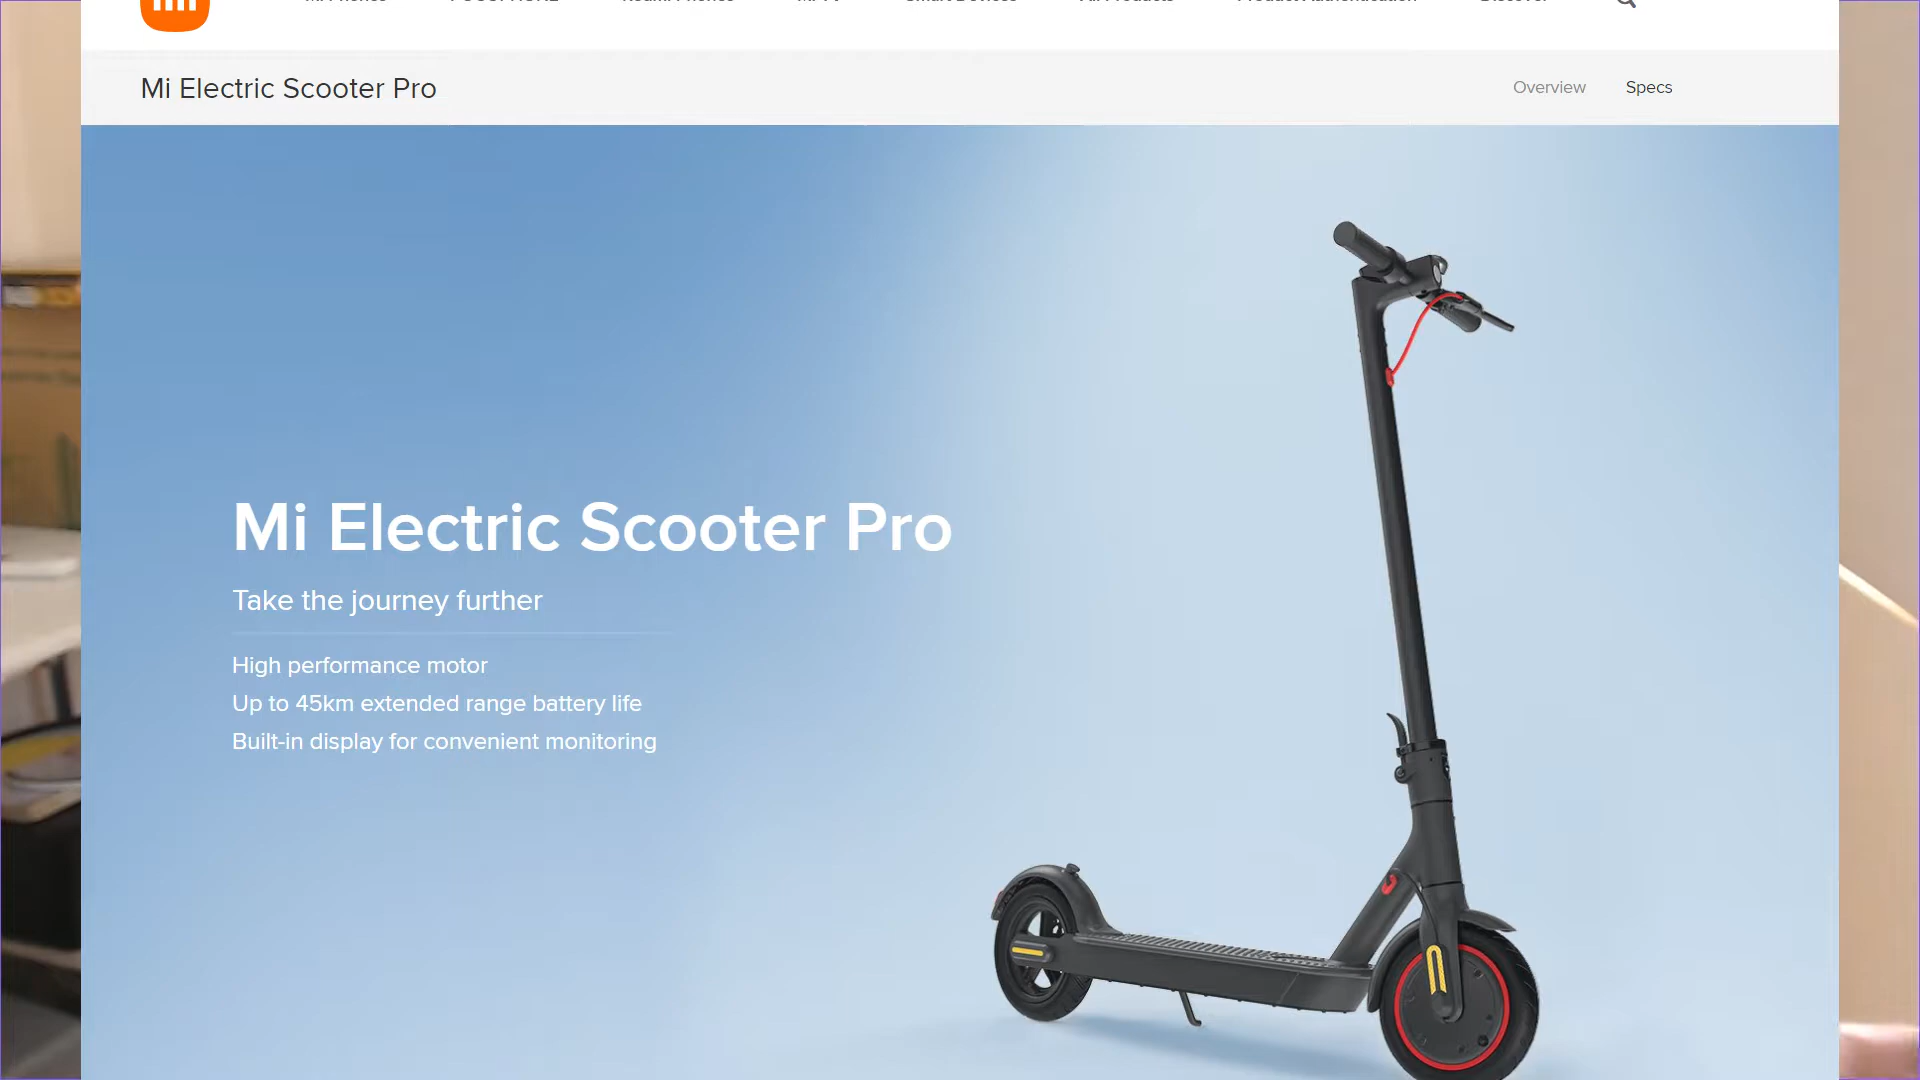 Mi Electric Scooter Pro
Overview
Specs
Mi Electric Scooter Pro
Take the journey further
High performance motor
Up to 45km extended range battery life
Built-in display for convenient monitoring